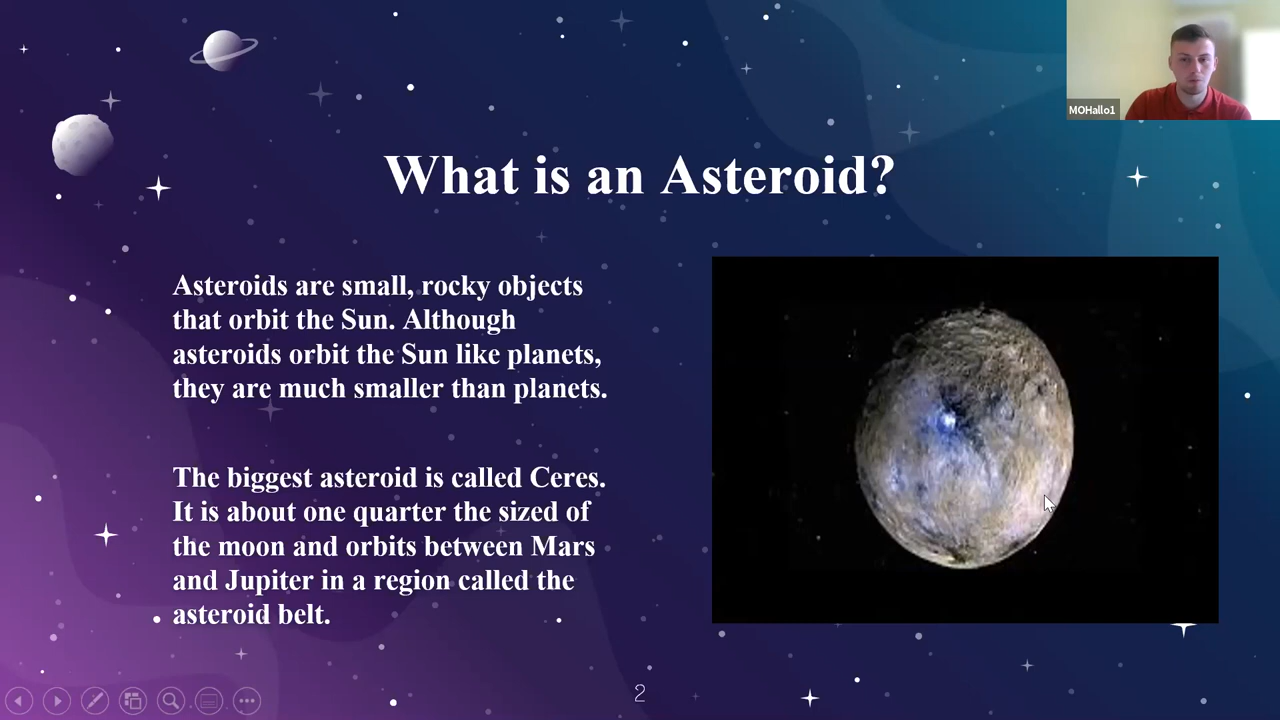 MOHallo1
What is an Asteroid?
Asteroids are small, rocky objects
that orbit the Sun. Although
asteroids orbit the Sun like planets,
they are much smaller than planets.
The biggest asteroid is called Ceres.
It is about one quarter the sized of
the moon and orbits between Mars
and Jupiter in a region called the
asteroid belt.
2